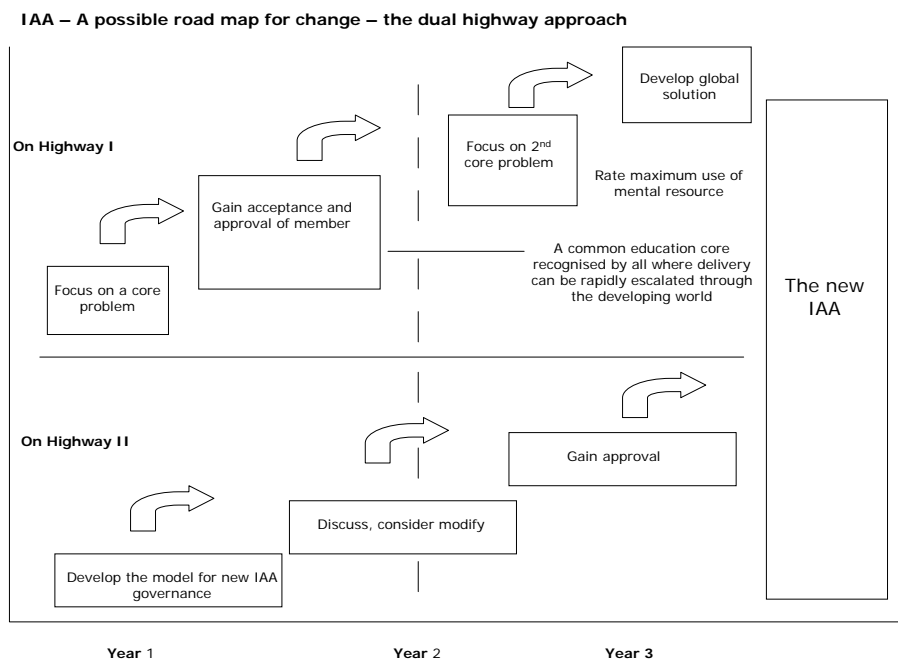 IAA – A possible road map for change – the dual highway approach
On Highway I
Focus on a core
problem
Gain acceptance and
approval of member
Focus on 2nd
core problem
Develop global
solution
Rate maximum use of
mental resource
A common education core
recognised by all where delivery
can be rapidly escalated through
the developing world
The new
IAA
On Highway II
Develop the model for new IAA
governance
Discuss, consider modify
Gain approval
Year 1
Year 2
Year 3